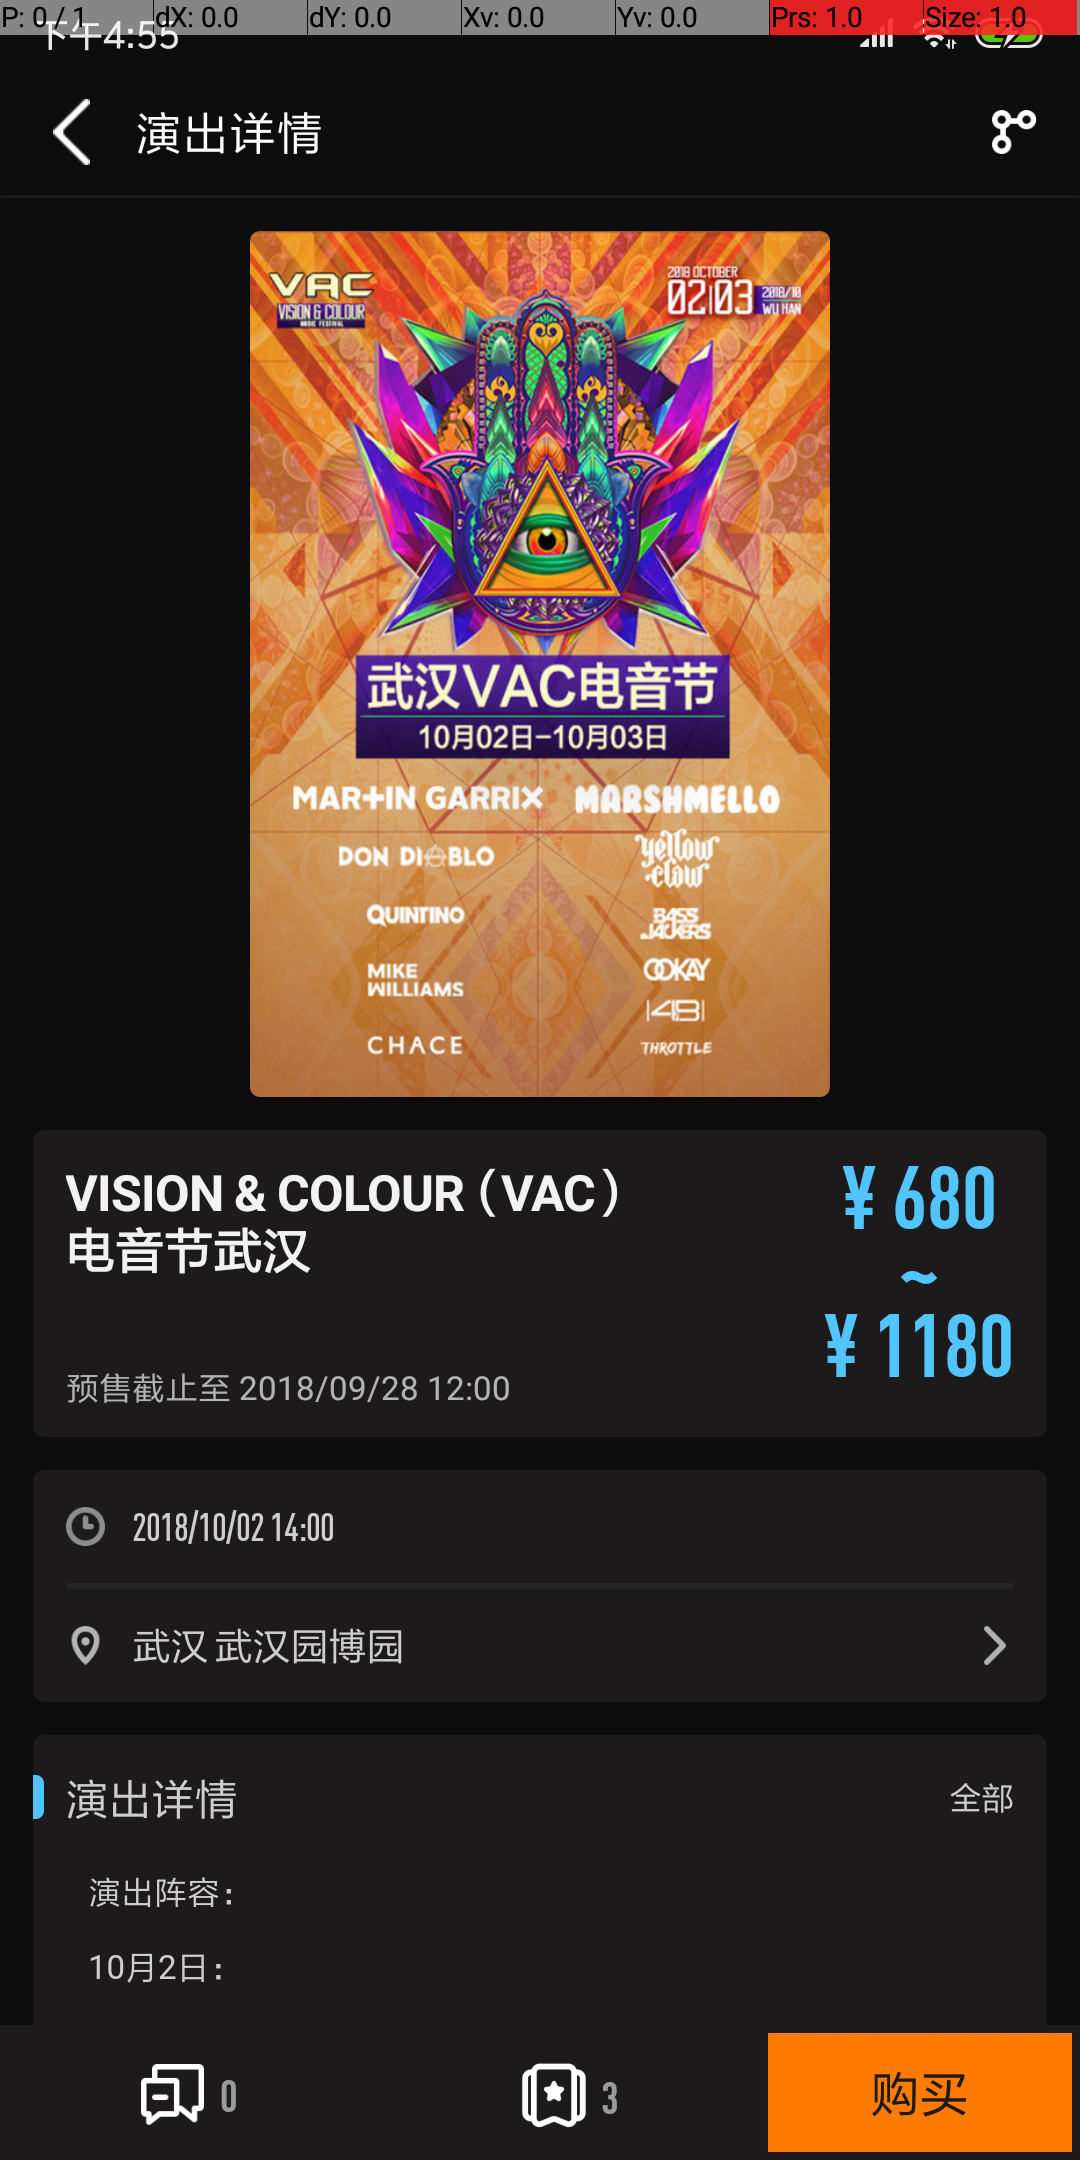 P: 0 / 1 dX: 0.0 dY: 0.0 Xv: 0.0 Yv: 0.0 Prs: 1.0 Size: 1.0
下午4:55
演出详情
VAC
VISION & COLOUR
MUSIC FESTIVAL
2018 OCTOBER
02|03 2018/10
WU HAN
武汉VAC电音节
10月02日-10月03日
MARTIN GARRIX MARSHMELLO
DON DIABLO yellow claw
QUINTINO BASS JACKERS
MIKE WILLIAMS OOKAY
CHACE THROTTLE
VISION & COLOUR（VAC）
电音节武汉
¥ 680
~
¥ 1180
预售截止至 2018/09/28 12:00
2018/10/02 14:00
武汉 武汉园博园
演出详情 全部
演出阵容：
10月2日：
0 3 购买